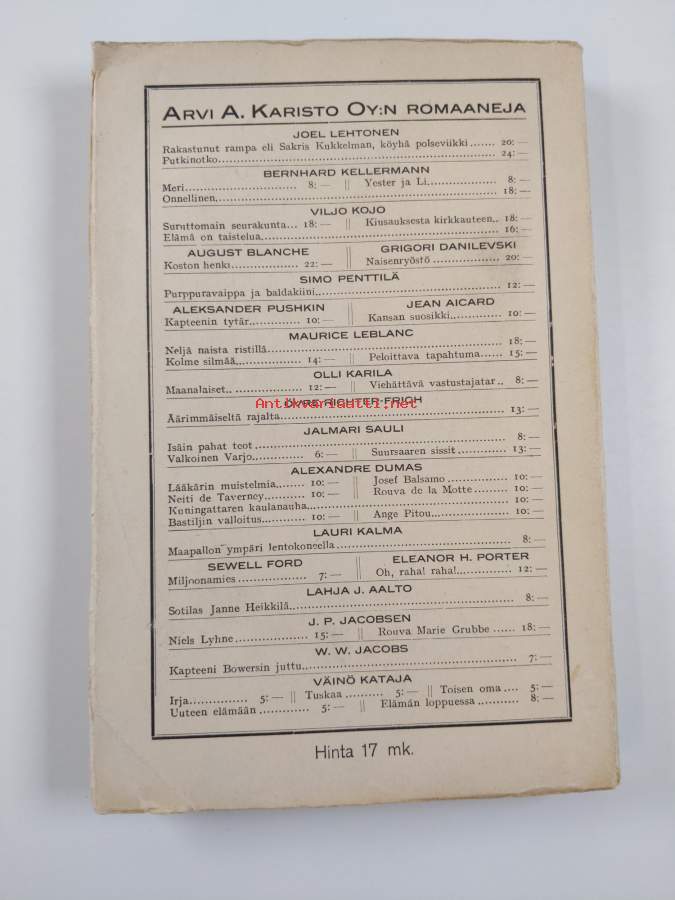 ARVI A. KARISTO OY:N ROMAANEJA
JOEL LEHTONEN
Rakastunut rampa eli Sakris Kukkelman, köyhä polseviikki ...... 20: —
Putkinotko.......... 24: —
BERNHARD KELLERMANN
Meri.......... 8: — || Yester ja Li.......... 8: —
Onnellinen.......... 18: —
VILJO KOJO
Suruttomain seurakunta... 18: — || Kiusauksesta kirkkauteen.. 18: —
Elämä on taistelua.......... 16: —
AUGUST BLANCHE || GRIGORI DANILEVSKI
Koston henki.......... 22: — || Naisenryöstö.......... 20: —
SIMO PENTTILÄ
Purppuravaippa ja baldakiini.......... 12: —
ALEKSANDER PUSHKIN || JEAN AICARD
Kapteenin tytär.......... 10: — || Kansan suosikki.......... 10: —
MAURICE LEBLANC
Neljä naista ristillä.......... 18: —
Kolme silmää.......... 14: — || Peloittava tapahtuma...... 15: —
OLLI KARILA
Maanalaiset.. .......... 12: — || Viehättävä vastustajatar.. 8: —
Antikvariaatti.net
ÖVRE RICHTER-FRICH
Äärimmäiseltä rajalta.......... 13: —
JALMARI SAULI
Isäin pahat teot.......... 8: —
Valkoinen Varjo.......... 6: — || Suursaaren sissit.......... 13: —
ALEXANDRE DUMAS
Lääkärin muistelmia...... 10: — || Josef Balsamo.......... 10: —
Neiti de Taverney.......... 10: — || Rouva de la Motte.......... 10: —
Kuningattaren kaulanauha.......... 10: —
Bastiljin valloitus.......... 10: — || Ange Pitou.......... 10: —
LAURI KALMA
Maapallon ympäri lentokoneella.......... 8: —
SEWELL FORD || ELEANOR H. PORTER
Miljoonamies.......... 7: — || Oh, raha! raha!.......... 12: —
LAHJA J. AALTO
Sotilas Janne Heikkilä.......... 8: —
J. P. JACOBSEN
Niels Lyhne.......... 15: — || Rouva Marie Grubbe...... 18: —
W. W. JACOBS
Kapteeni Bowersin juttu.......... 7: —
VÄINÖ KATAJA
Irja.......... 5: — || Tuskaa.......... 5: — || Toisen oma.... 5: —
Uuteen elämään.......... 5: — || Elämän loppuessa.......... 8: —
Hinta 17 mk.